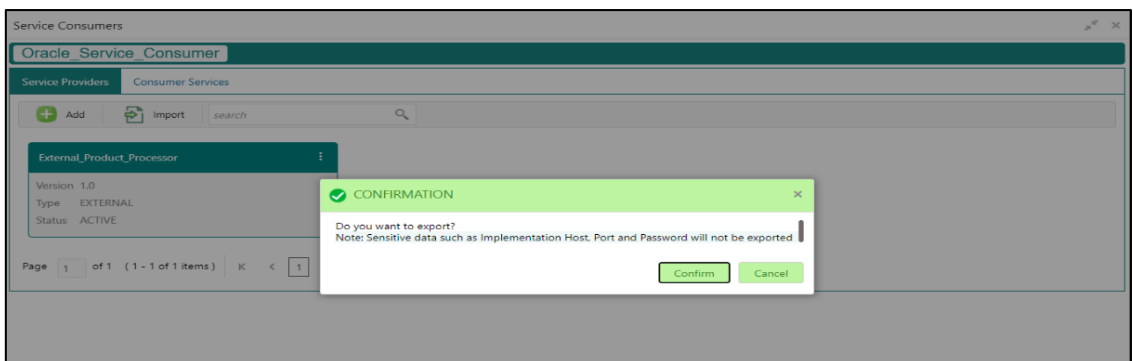 Service Consumers
Oracle_Service_Consumer
Service Providers Consumer Services
Add Import search
External_Product_Processor
Version 1.0
Type EXTERNAL
Status ACTIVE
Page 1 of 1 (1 - 1 of 1 items) K < 1
CONFIRMATION ×
Do you want to export?
Note: Sensitive data such as Implementation Host, Port and Password will not be exported
Confirm Cancel